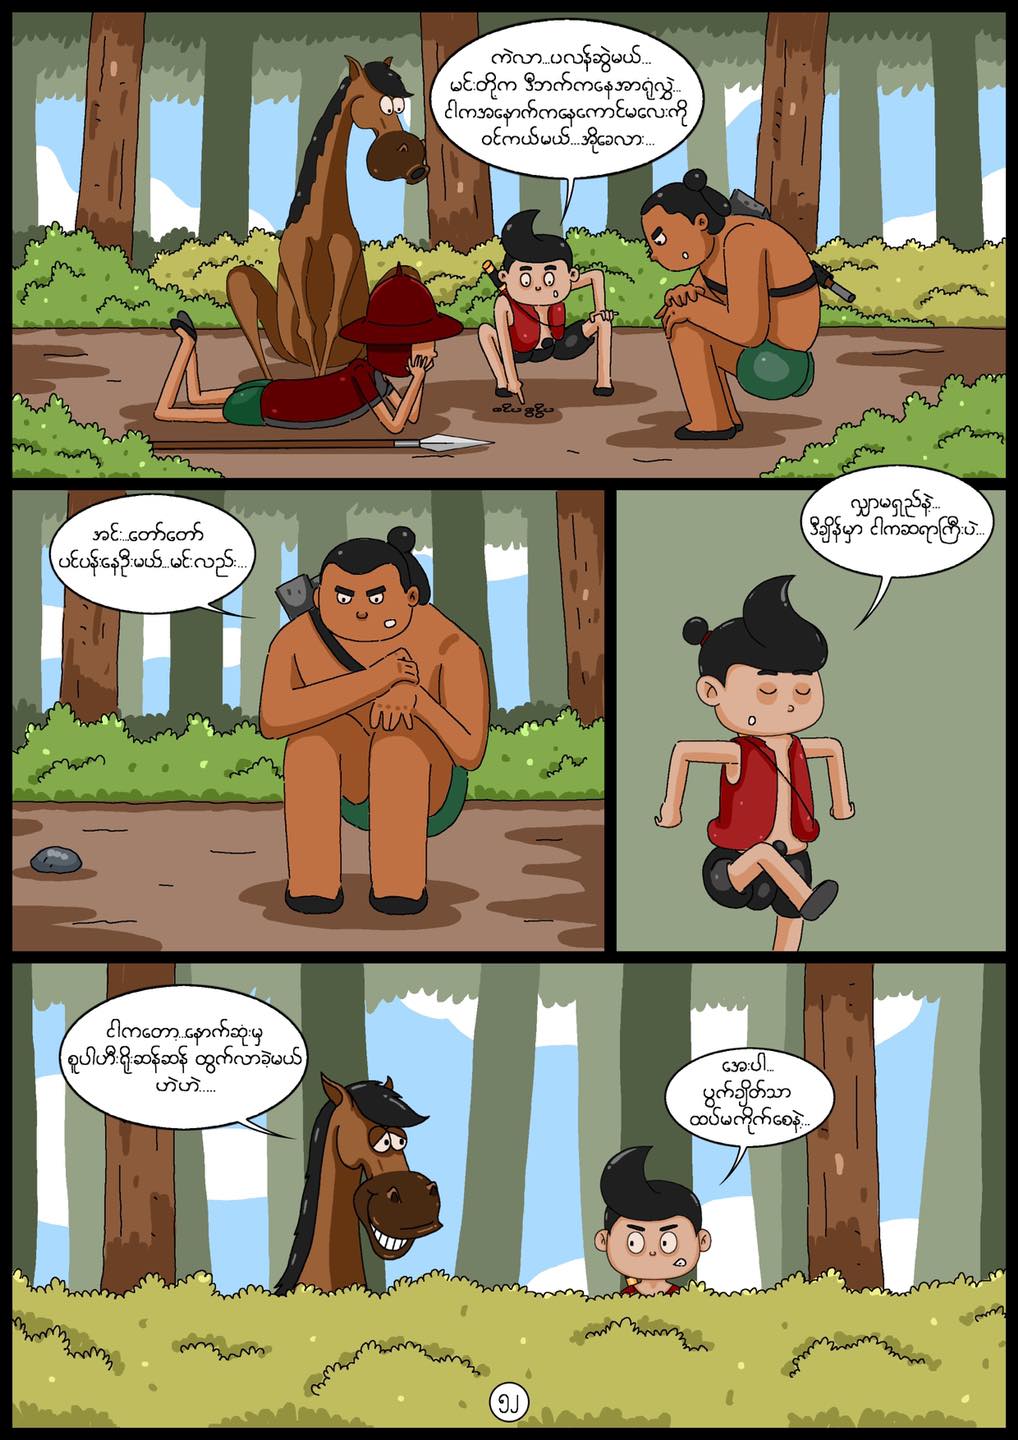 ကဲလာ...ပလန်ဆွဲမယ်...
မင်းတို့က ဒီဘက်ကနေအာရုံလွှဲ...
ငါကအနောက်ကနေကောင်မလေးကို
ဝင်ကယ်မယ်...အိုခေလား...
အင်း...တော်တော်
ပင်ပန်းနေဦးမယ်...မင်းလည်း...
လျှာမရှည်နဲ့...
ဒီချိန်မှာ ငါကဆရာကြီးပဲ...
ငါကတော့...နောက်ဆုံးမှ
စူပါဟီးရိုးဆန်ဆန် ထွက်လာခဲ့မယ်
ဟဲဟဲ.....
အေးပါ...
ပွက်ချိတ်သာ
ထပ်မကိုက်စေနဲ့...
၅၂